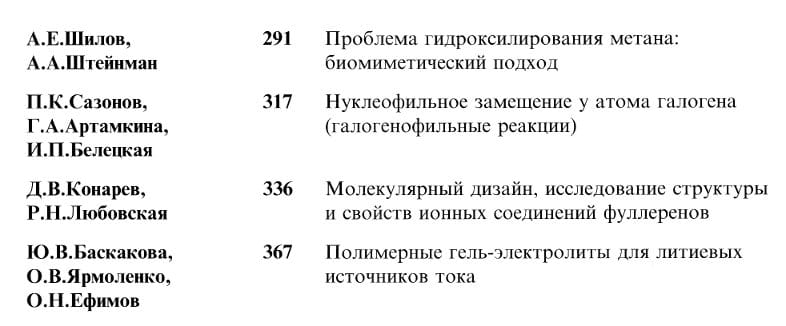 А.Е.Шилов, 291 Проблема гидроксилирования метана:
А.А.Штейнман биомиметический подход
П.К.Сазонов, 317 Нуклеофильное замещение у атома галогена
Г.А.Артамкина, (галогенофильные реакции)
И.П.Белецкая
Д.В.Конарев, 336 Молекулярный дизайн, исследование структуры
Р.Н.Любовская и свойств ионных соединений фуллеренов
Ю.В.Баскакова, 367 Полимерные гель-электролиты для литиевых
О.В.Ярмоленко, источников тока
О.Н.Ефимов